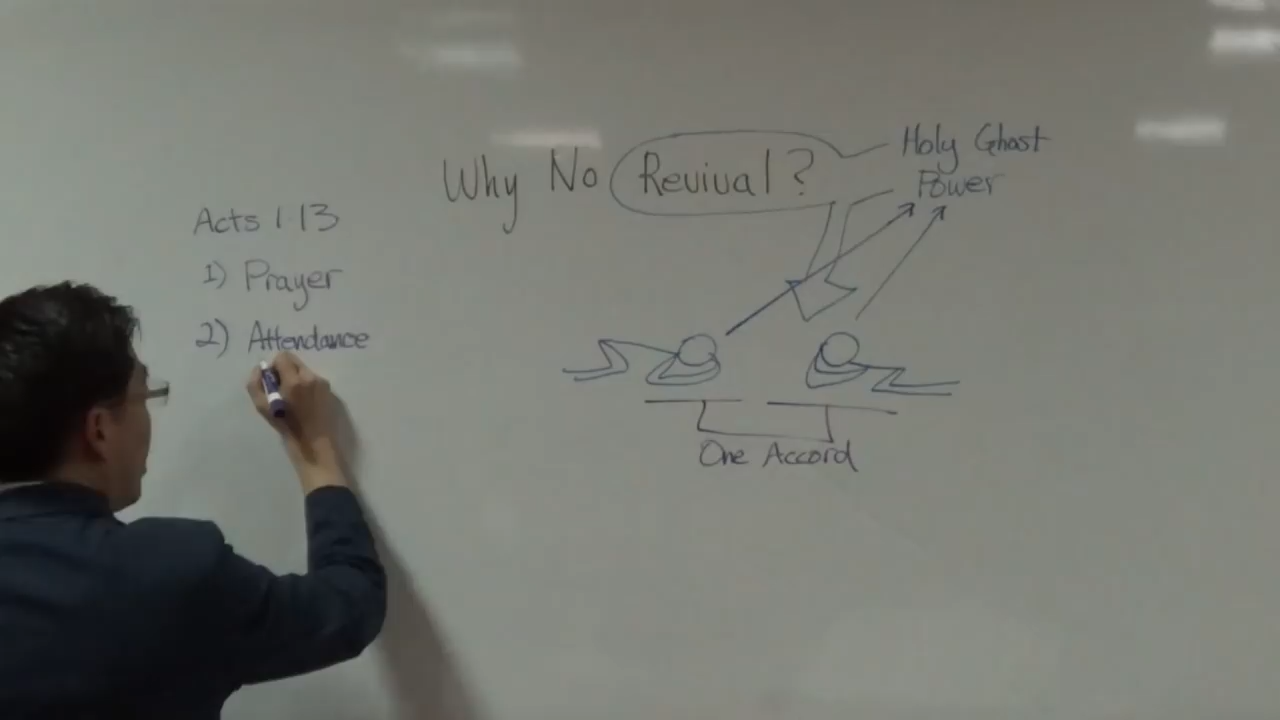 Why No Revival?
Holy Ghost
Power
Acts 1:13
1) Prayer
2) Attendance
One Accord